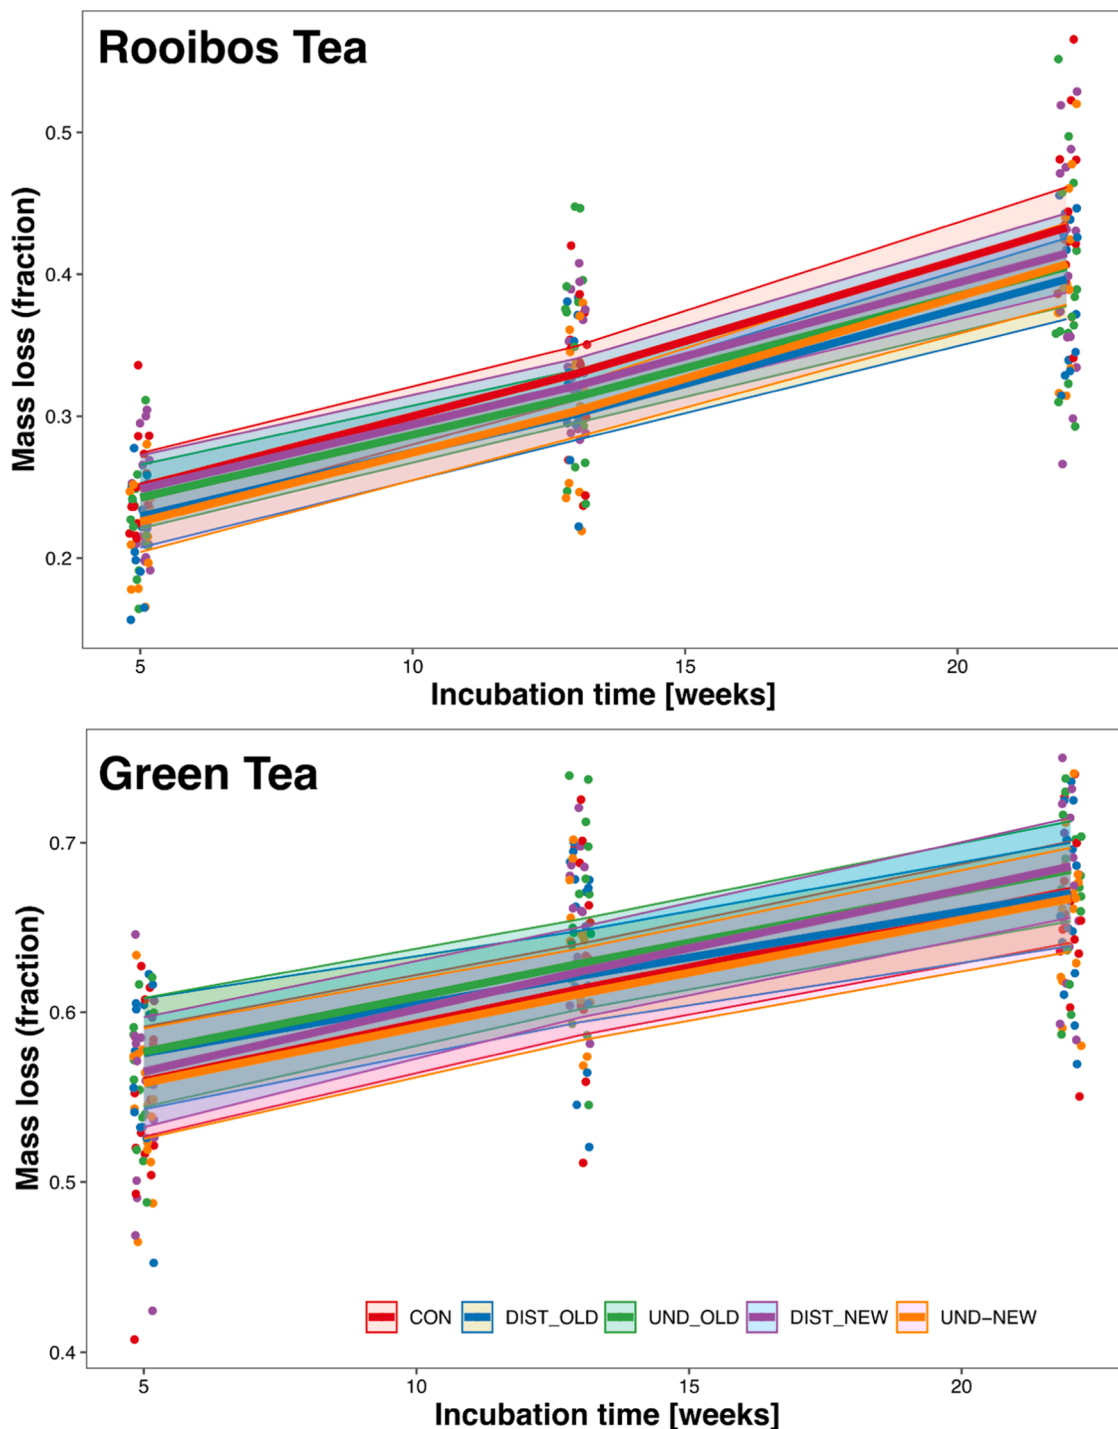 Rooibos Tea
Mass loss (fraction)
0.5
0.4
0.3
0.2
5 10 15 20
Incubation time [weeks]
Green Tea
Mass loss (fraction)
0.7
0.6
0.5
0.4
CON DIST_OLD UND_OLD DIST_NEW UND−NEW
5 10 15 20
Incubation time [weeks]